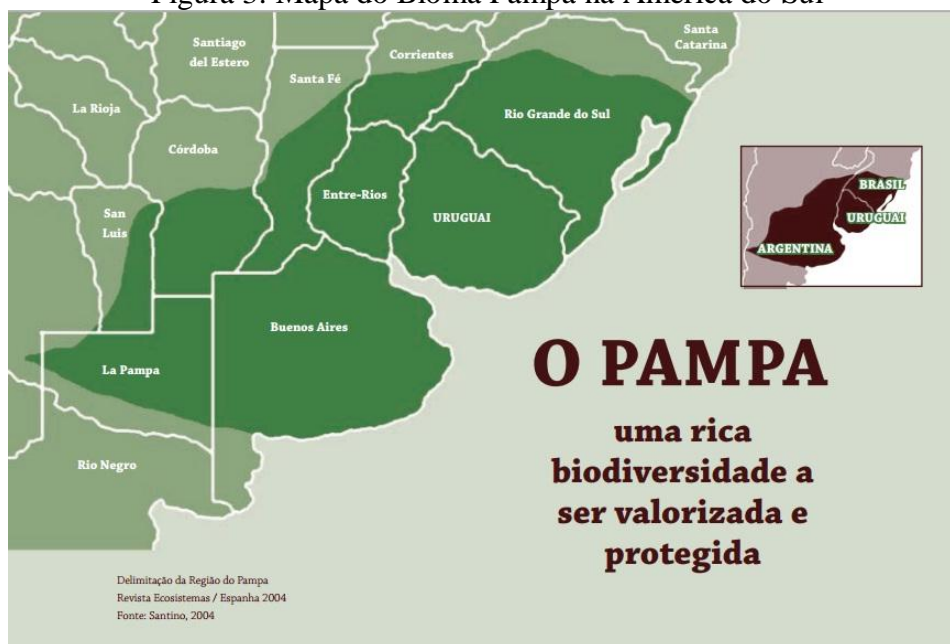 Figura 3: Mapa do Bioma Pampa na América do Sul
Santiago
del Estero
Corrientes
Santa
Catarina
Santa Fé
La Rioja
Rio Grande do Sul
Córdoba
Entre-Rios
San
Luis
URUGUAI
BRASIL
URUGUAI
ARGENTINA
Buenos Aires
La Pampa
O PAMPA
uma rica
biodiversidade a
ser valorizada e
protegida
Rio Negro
Delimitação da Região do Pampa
Revista Ecosistemas / Espanha 2004
Fonte: Santino, 2004